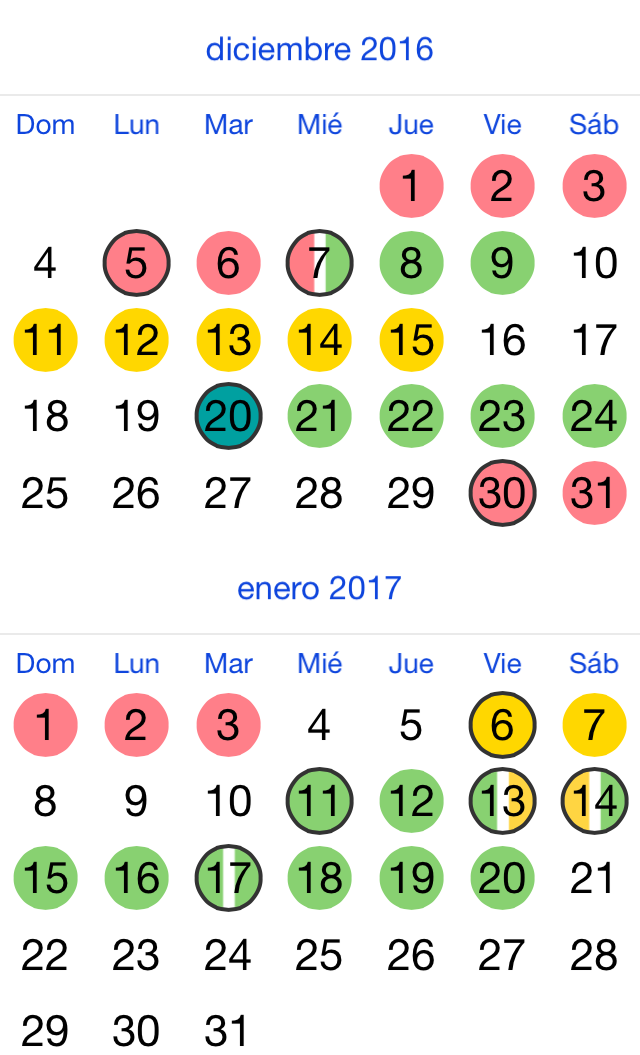 diciembre 2016
Dom Lun Mar Mié Jue Vie Sáb
1 2 3
4 5 6 7 8 9 10
11 12 13 14 15 16 17
18 19 20 21 22 23 24
25 26 27 28 29 30 31
enero 2017
Dom Lun Mar Mié Jue Vie Sáb
1 2 3 4 5 6 7
8 9 10 11 12 13 14
15 16 17 18 19 20 21
22 23 24 25 26 27 28
29 30 31